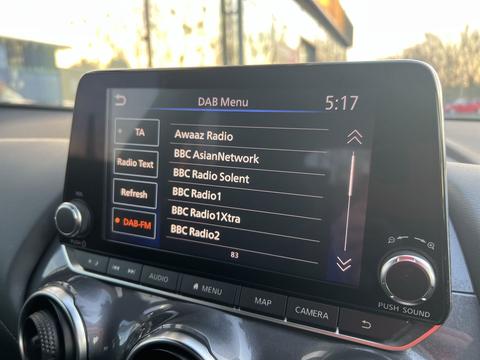 DAB Menu 5:17
TA
Radio Text
Refresh
DAB-FM
Awaaz Radio
BBC AsianNetwork
BBC Radio Solent
BBC Radio1
BBC Radio1Xtra
BBC Radio2
83
PUSH
AUDIO
MENU
MAP
CAMERA
PUSH SOUND